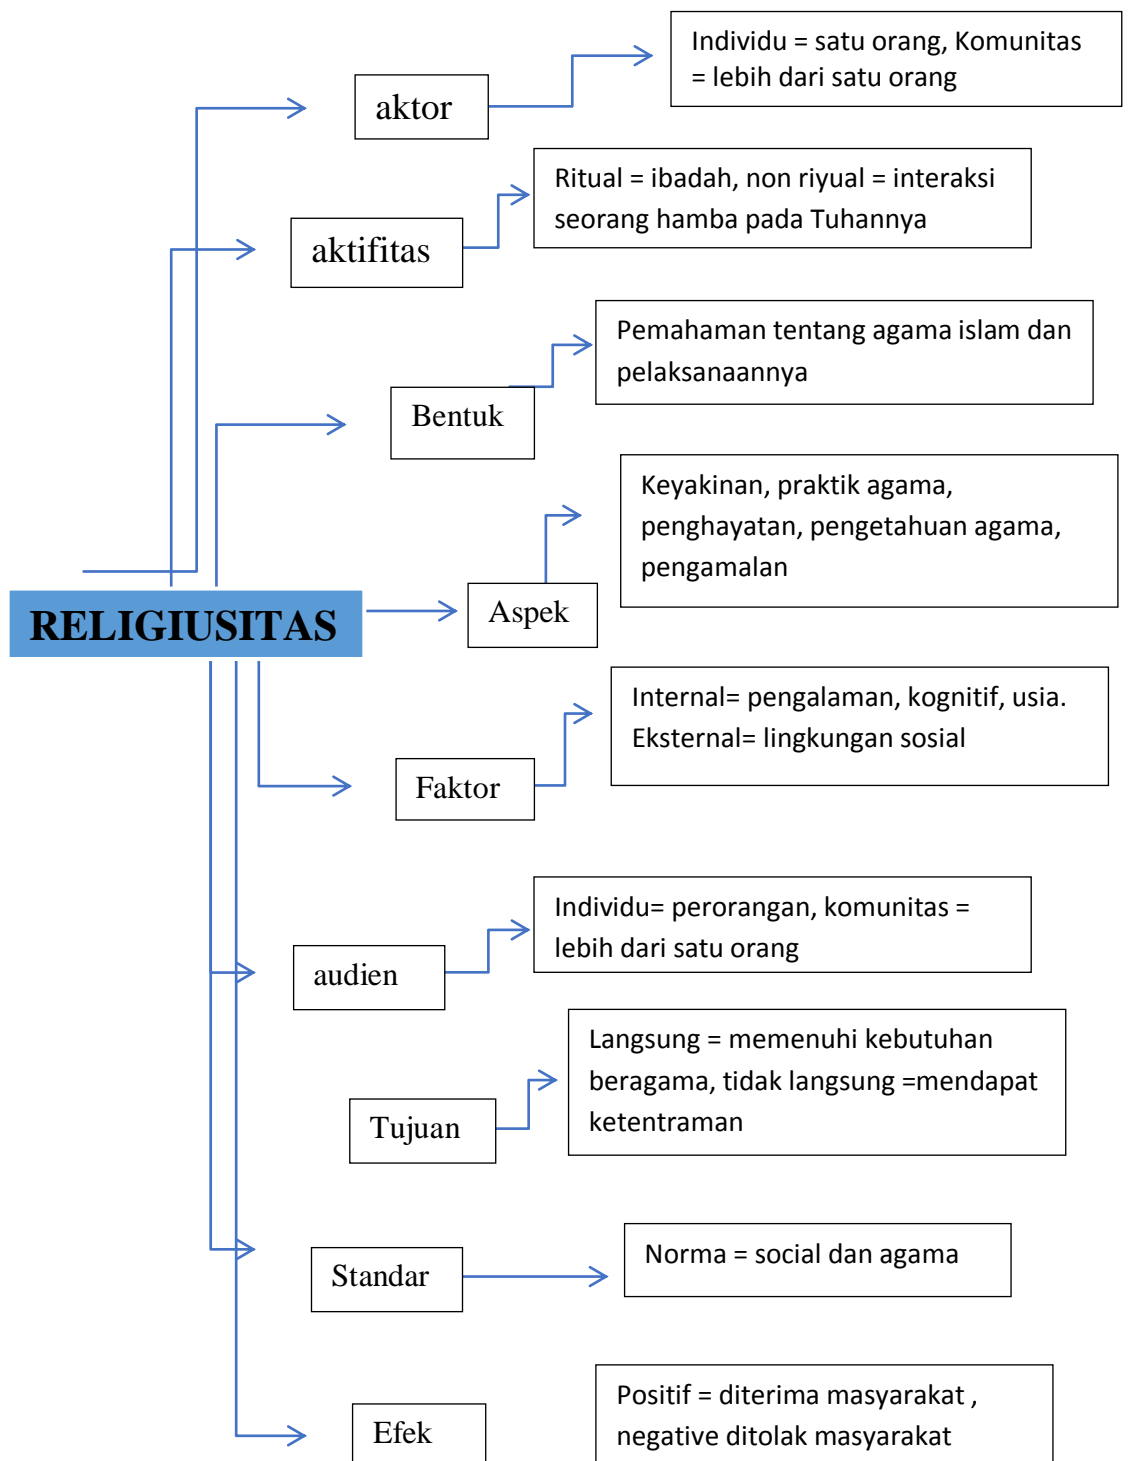 Individu = satu orang, Komunitas
= lebih dari satu orang
aktor
Ritual = ibadah, non riyual = interaksi
seorang hamba pada Tuhannya
aktifitas
Pemahaman tentang agama islam dan
pelaksanaannya
Bentuk
Keyakinan, praktik agama,
penghayatan, pengetahuan agama,
pengamalan
Aspek
RELIGIUSITAS
Internal= pengalaman, kognitif, usia.
Eksternal= lingkungan sosial
Faktor
Individu= perorangan, komunitas =
lebih dari satu orang
audien
Langsung = memenuhi kebutuhan
beragama, tidak langsung =mendapat
ketentraman
Tujuan
Norma = social dan agama
Standar
Positif = diterima masyarakat ,
negative ditolak masyarakat
Efek